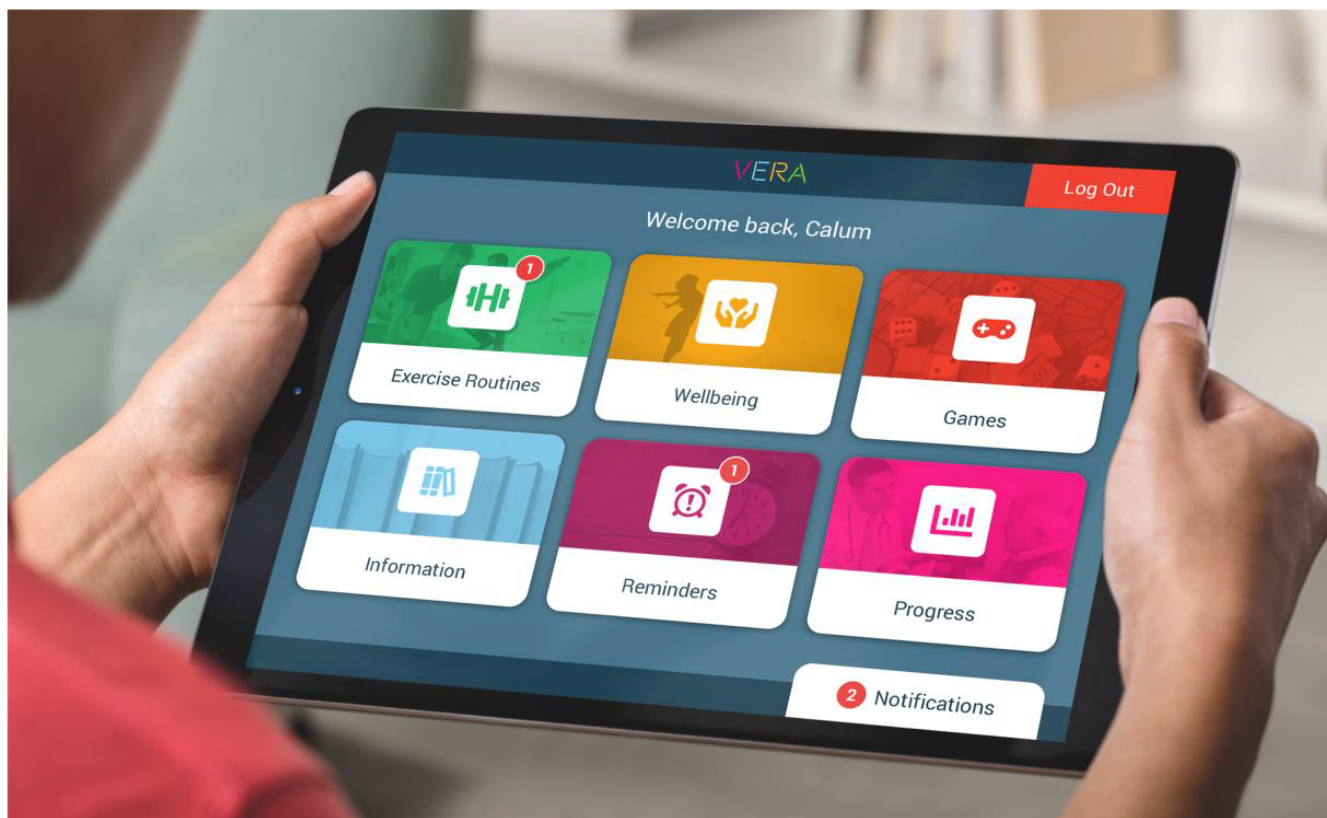 VERA
Log Out
Welcome back, Calum
1
Exercise Routines
Wellbeing
Games
Information
1
Reminders
Progress
2 Notifications